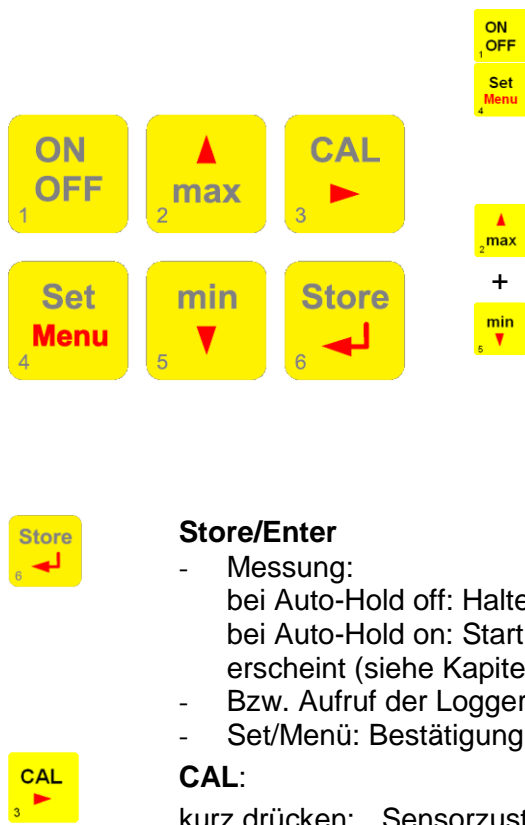 ON
OFF
1
max
2
CAL
3
Set
Menu
4
min
5
Store
6
ON
OFF
1
Set
Menu
4
max
2
+
min
5
Store
6
Store/Enter
- Messung:
bei Auto-Hold off: Halte
bei Auto-Hold on: Start
erscheint (siehe Kapite
- Bzw. Aufruf der Logger
- Set/Menü: Bestätigung
CAL
3
CAL:
kurz drücken: Sensorzust